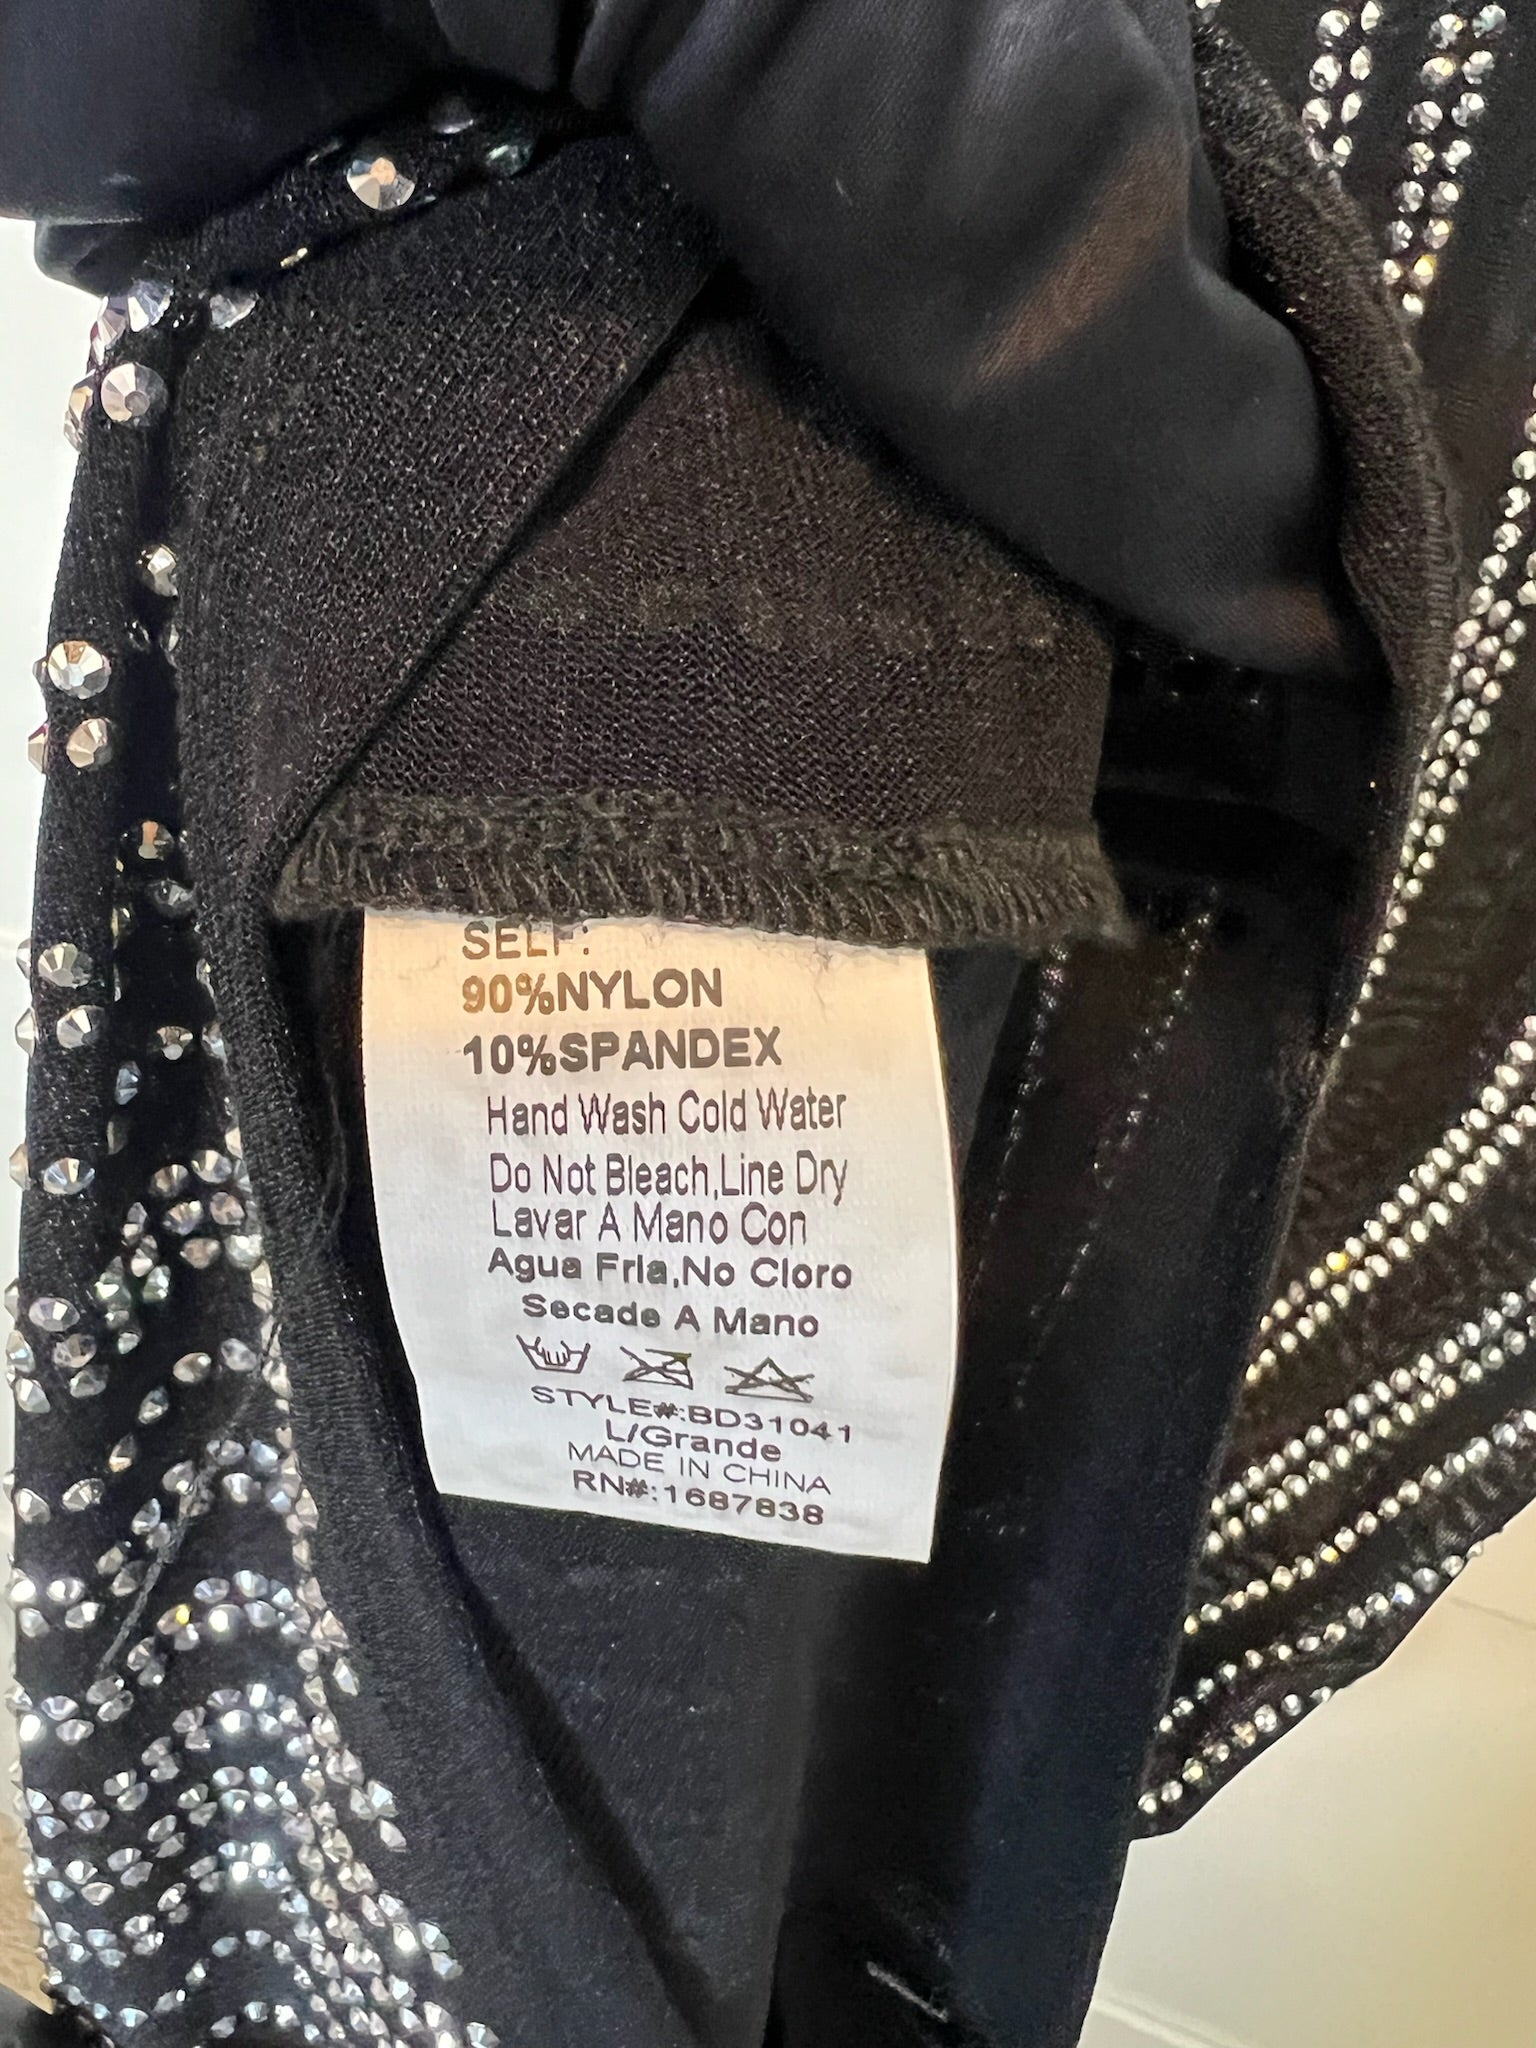 SELF:
90%NYLON
10%SPANDEX
Hand Wash Cold Water
Do Not Bleach,Line Dry
Lavar A Mano Con
Agua Fria,No Cloro
Secade A Mano
STYLE#:BD31041
L/Grande
MADE IN CHINA
RN#:1687838